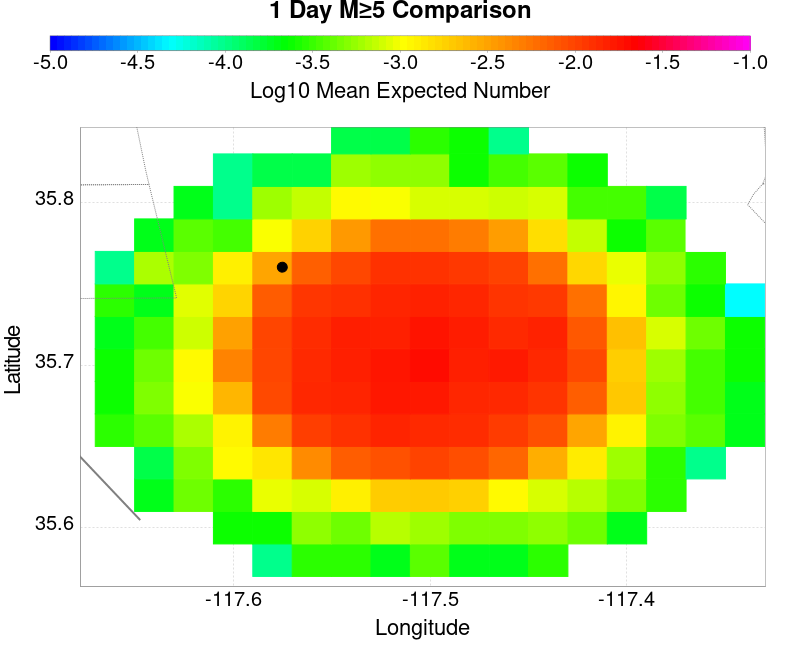 1 Day M≥5 Comparison
-5.0 -4.5 -4.0 -3.5 -3.0 -2.5 -2.0 -1.5 -1.0
Log10 Mean Expected Number
35.8
35.7
35.6
Latitude
-117.6 -117.5 -117.4
Longitude